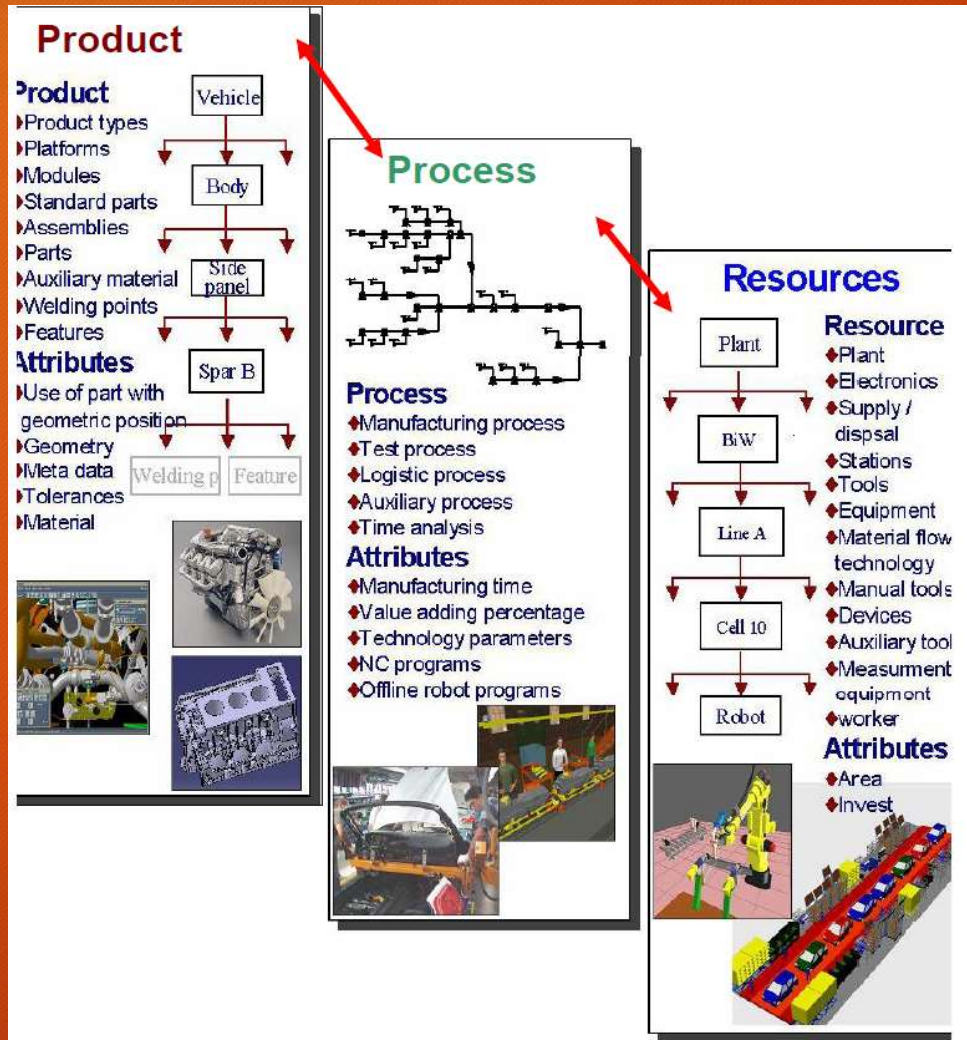 Product
Product
Product types
Platforms
Modules
Standard parts
Assemblies
Parts
Auxiliary material
Welding points
Features
Attributes
Use of part with
geometric position
Geometry
Meta data
Tolerances
Material
Vehicle
Body
Side
panel
Spar B
Welding p
Feature
Process
Process
Manufacturing process
Test process
Logistic process
Auxiliary process
Time analysis
Attributes
Manufacturing time
Value adding percentage
Technology parameters
NC programs
Offline robot programs
Resources
Plant
BiW
Line A
Cell 10
Robot
Resource
Plant
Electronics
Supply /
dispsal
Stations
Tools
Equipment
Material flow
technology
Manual tools
Devices
Auxiliary tool
Measurment
equipment
worker
Attributes
Area
Invest